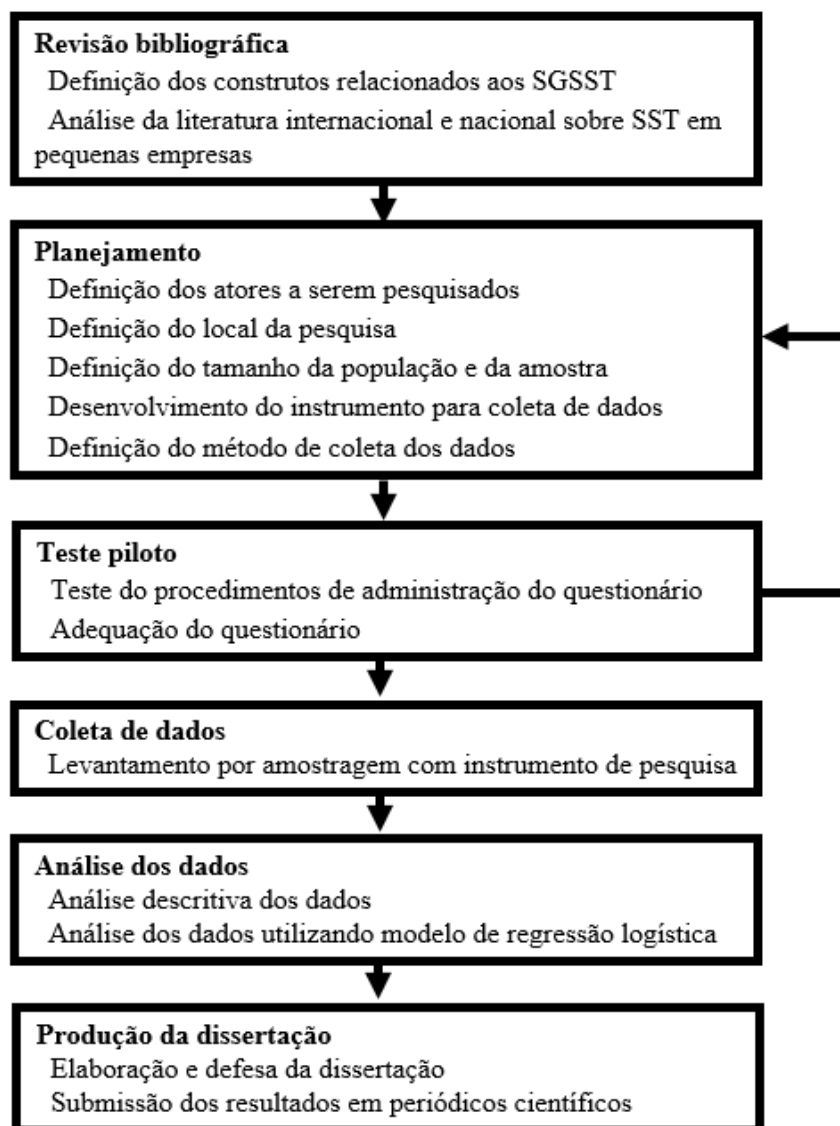 Revisão bibliográfica
Definição dos construtos relacionados aos SGSST
Análise da literatura internacional e nacional sobre SST em
pequenas empresas
Planejamento
Definição dos atores a serem pesquisados
Definição do local da pesquisa
Definição do tamanho da população e da amostra
Desenvolvimento do instrumento para coleta de dados
Definição do método de coleta dos dados
Teste piloto
Teste do procedimentos de administração do questionário
Adequação do questionário
Coleta de dados
Levantamento por amostragem com instrumento de pesquisa
Análise dos dados
Análise descritiva dos dados
Análise dos dados utilizando modelo de regressão logística
Produção da dissertação
Elaboração e defesa da dissertação
Submissão dos resultados em periódicos científicos